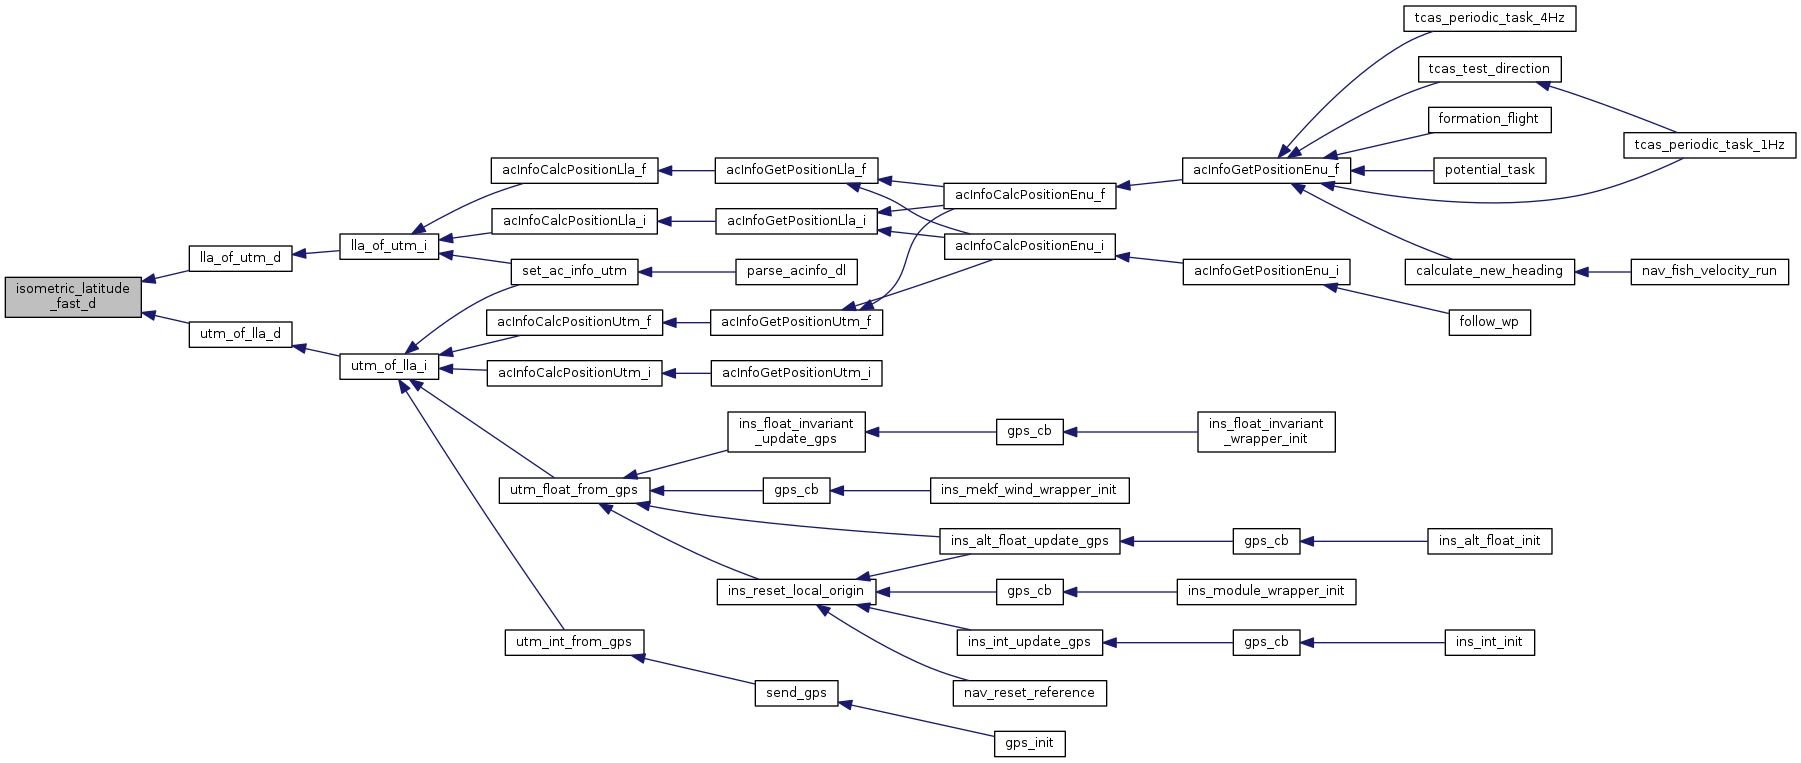 isometric_latitude
_fast_d
lla_of_utm_d
utm_of_lla_d
lla_of_utm_i
utm_of_lla_i
acInfoCalcPositionLla_f
acInfoCalcPositionLla_i
set_ac_info_utm
acInfoCalcPositionUtm_f
acInfoCalcPositionUtm_i
utm_float_from_gps
utm_int_from_gps
acInfoGetPositionLla_f
acInfoGetPositionLla_i
parse_acinfo_dl
acInfoGetPositionUtm_f
acInfoGetPositionUtm_i
ins_float_invariant
_update_gps
gps_cb
ins_reset_local_origin
send_gps
acInfoCalcPositionEnu_f
acInfoCalcPositionEnu_i
gps_cb
ins_mekf_wind_wrapper_init
ins_alt_float_update_gps
gps_cb
ins_int_update_gps
nav_reset_reference
gps_init
acInfoGetPositionEnu_f
acInfoGetPositionEnu_i
ins_float_invariant
_wrapper_init
gps_cb
ins_module_wrapper_init
gps_cb
tcas_periodic_task_4Hz
tcas_test_direction
formation_flight
potential_task
calculate_new_heading
follow_wp
ins_alt_float_init
ins_int_init
tcas_periodic_task_1Hz
nav_fish_velocity_run